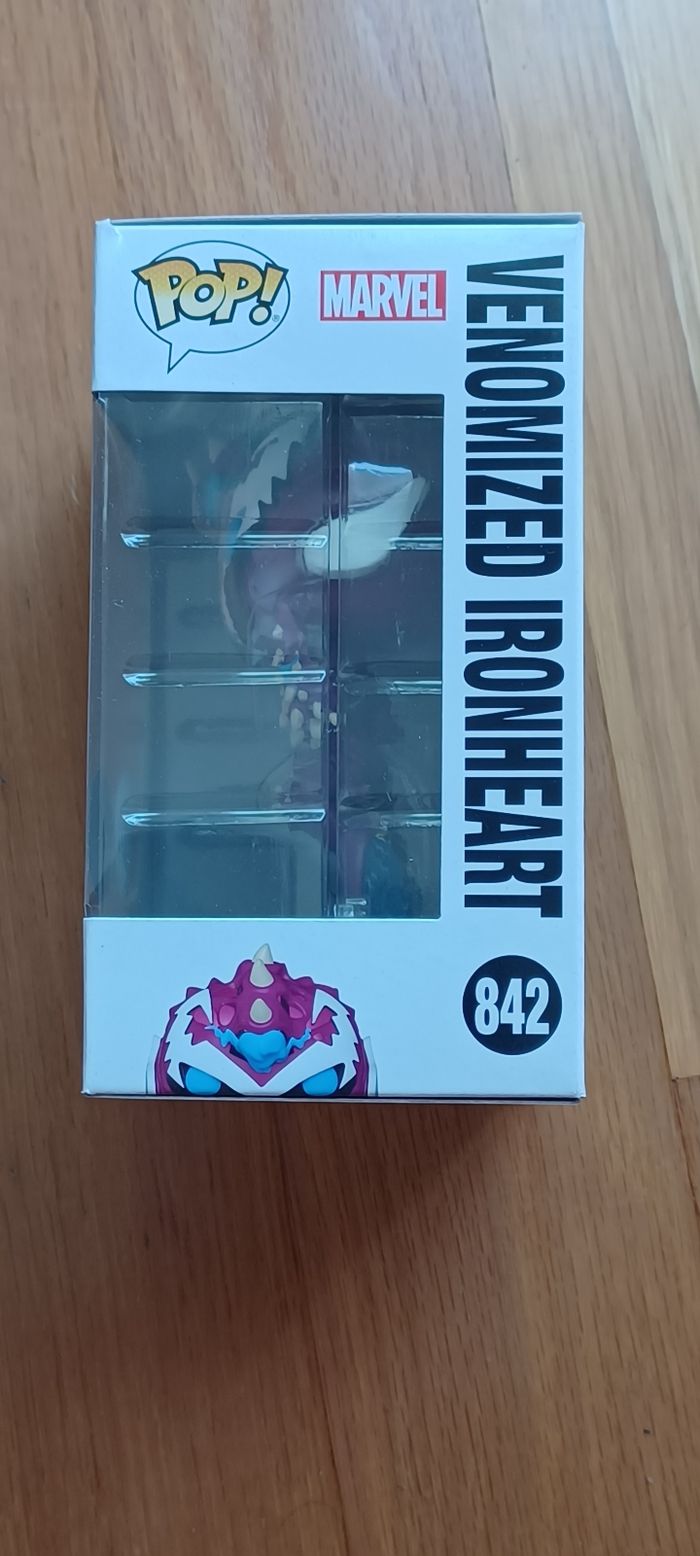 POP!
MARVEL
VENOMIZED IRONHEART
842